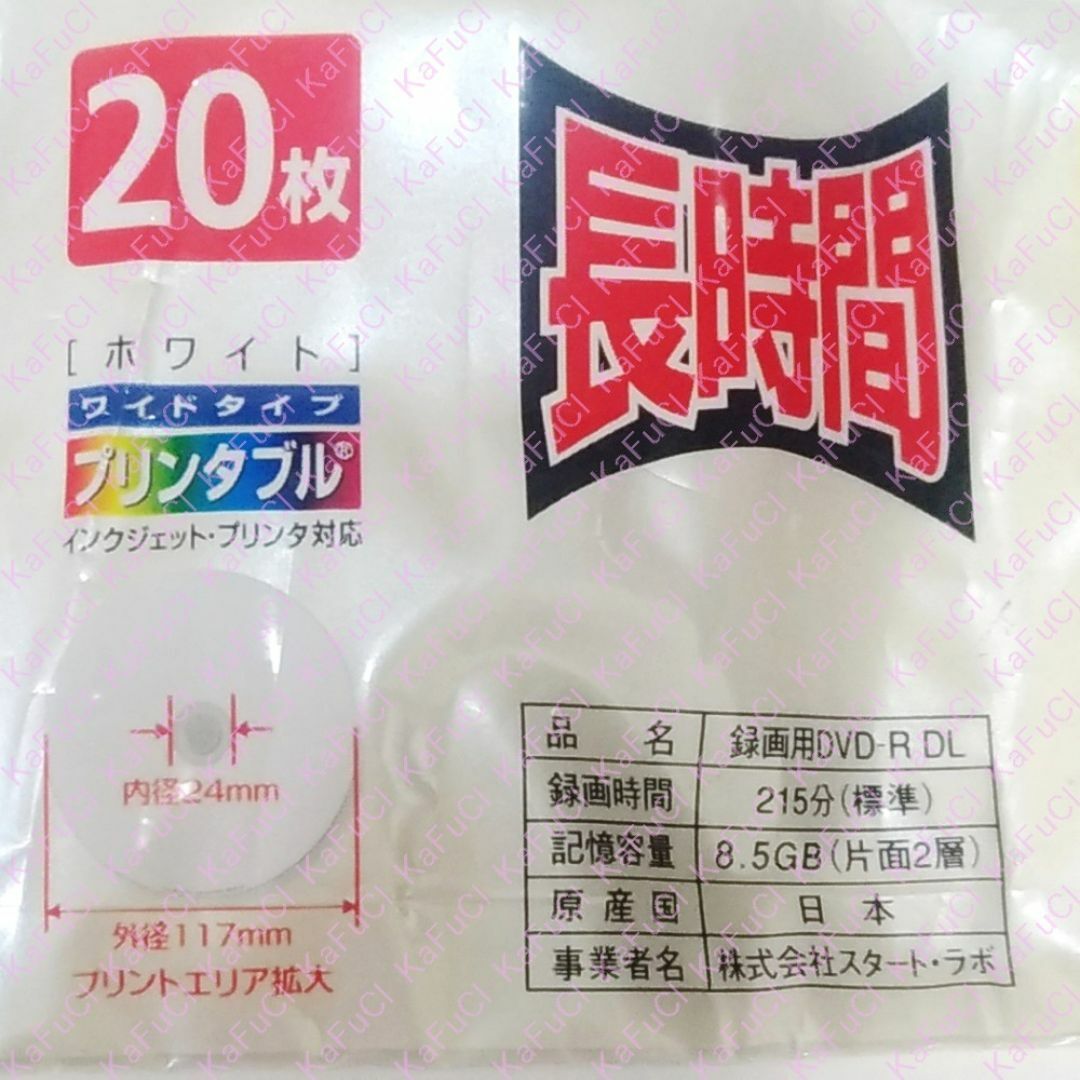 20枚
長時間
[ホワイト]
ワイドタイプ
プリンタブル®
インクジェット・プリンタ対応
内径24mm
外径117mm
プリントエリア拡大
品名 録画用DVD-R DL
録画時間 215分(標準)
記憶容量 8.5GB(片面2層)
原産国 日本
事業者名 株式会社スタート・ラボ
KaFuCl